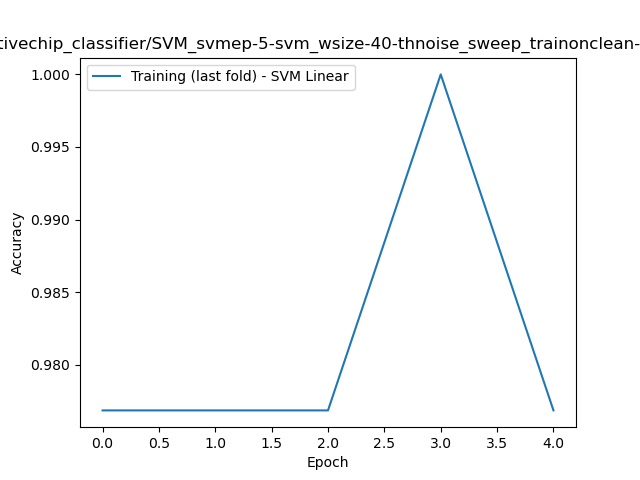 tivechip_classifier/SVM_svmep-5-svm_wsize-40-thnoise_sweep_trainonclean-
Training (last fold) - SVM Linear
1.000
0.995
0.990
0.985
0.980
Accuracy
0.0 0.5 1.0 1.5 2.0 2.5 3.0 3.5 4.0
Epoch